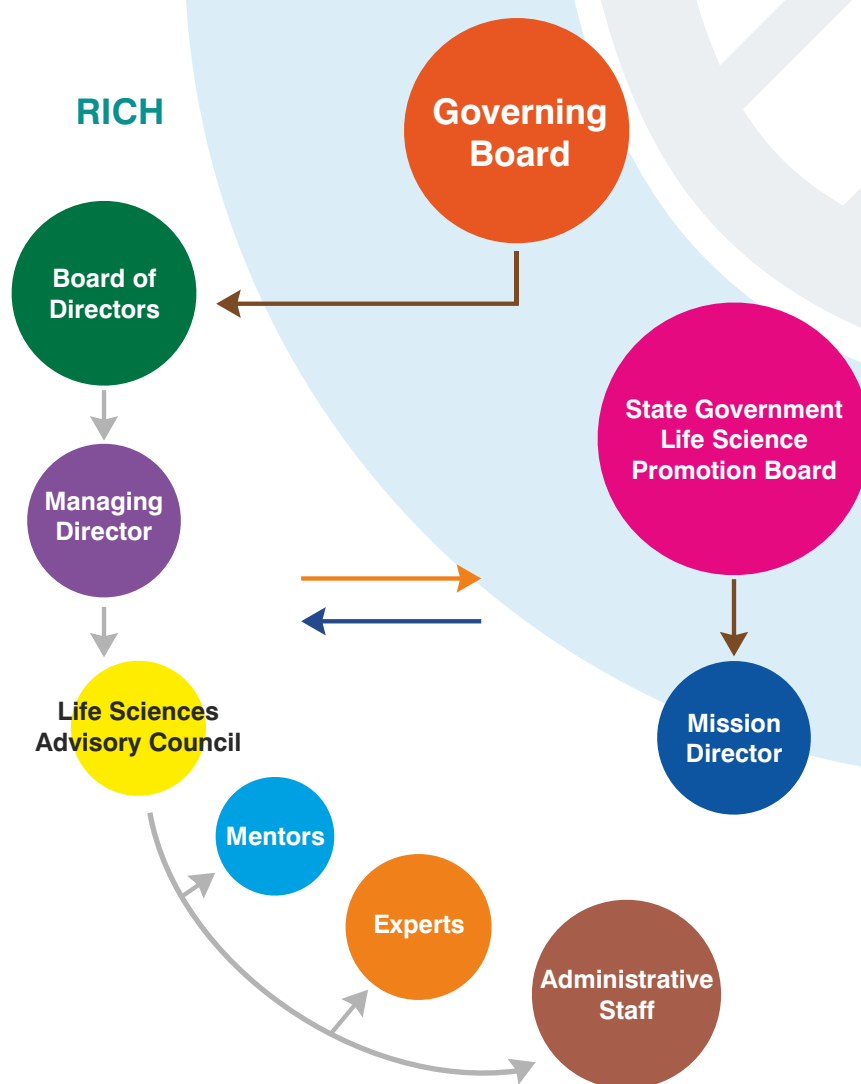 RICH
Governing
Board
Board of
Directors
State Government
Life Science
Promotion Board
Managing
Director
Life Sciences
Advisory Council
Mission
Director
Mentors
Experts
Administrative
Staff